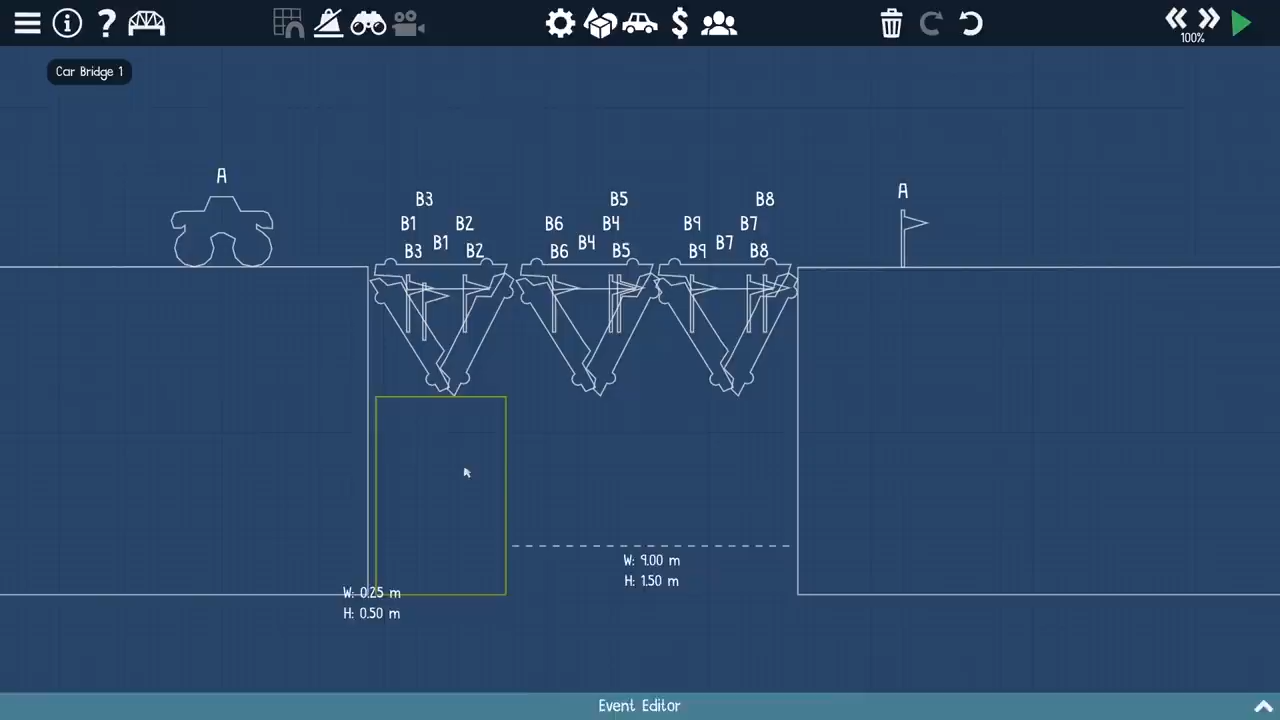 100%
Car Bridge 1
A
A
B3
B5
B8
B1
B2
B6
B4
B9
B7
B3
B1
B2
B6
B4
B5
B9
B7
B8
W: 9.00 m
H: 1.50 m
W: 0.25 m
H: 0.50 m
Event Editor